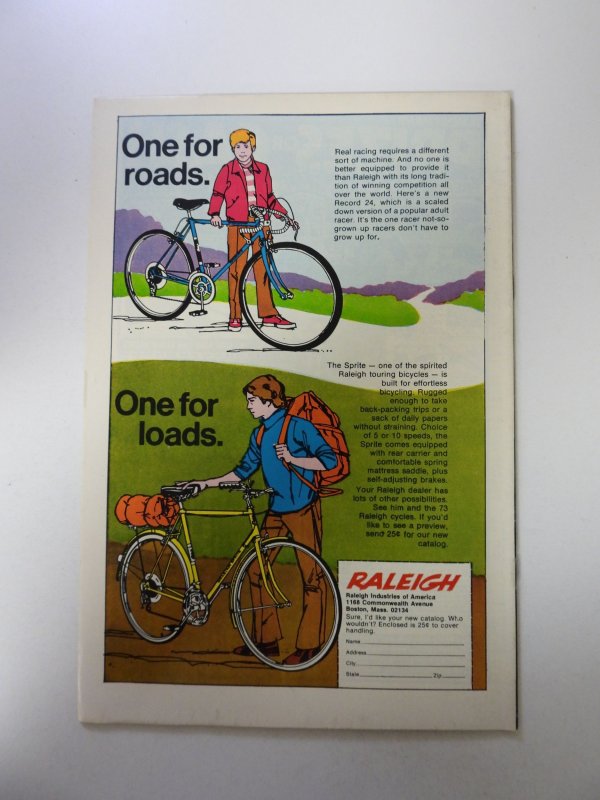 One for
roads.
Real racing requires a different
sort of machine. And no one is
better equipped to provide it
than Raleigh with its long tradi-
tion of winning competition all
over the world. Here's a new
Record 24, which is a scaled
down version of a popular adult
racer. It's the one racer not-so-
grown up racers don't have to
grow up for.
The Sprite — one of the spirited
Raleigh touring bicycles — is
built for effortless
bicycling. Rugged
enough to take
back-packing trips or a
sack of daily papers
without straining. Choice
of 5 or 10 speeds, the
Sprite comes equipped
with rear carrier and
comfortable spring
mattress saddle, plus
self-adjusting brakes.
Your Raleigh dealer has
lots of other possibilities.
See him and the 73
Raleigh cycles. If you'd
like to see a preview,
send 25¢ for our new
catalog.
One for
loads.
RALEIGH
Raleigh Industries of America
1168 Commonwealth Avenue
Boston, Mass. 02134
Sure, I'd like your new catalog. Who
wouldn't? Enclosed is 25¢ to cover
handling.
Name
Address
City
State Zip